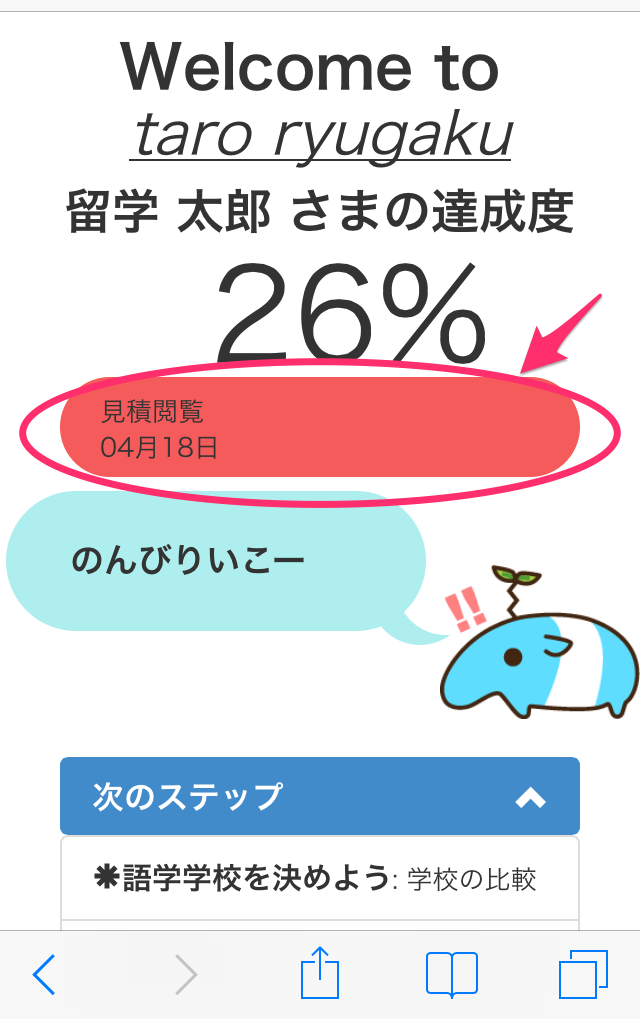 Welcome to
taro ryugaku
留学 太郎 さまの達成度
26%
見積閲覧
04月18日
のんびりいこー
!!
次のステップ
✱語学学校を決めよう: 学校の比較